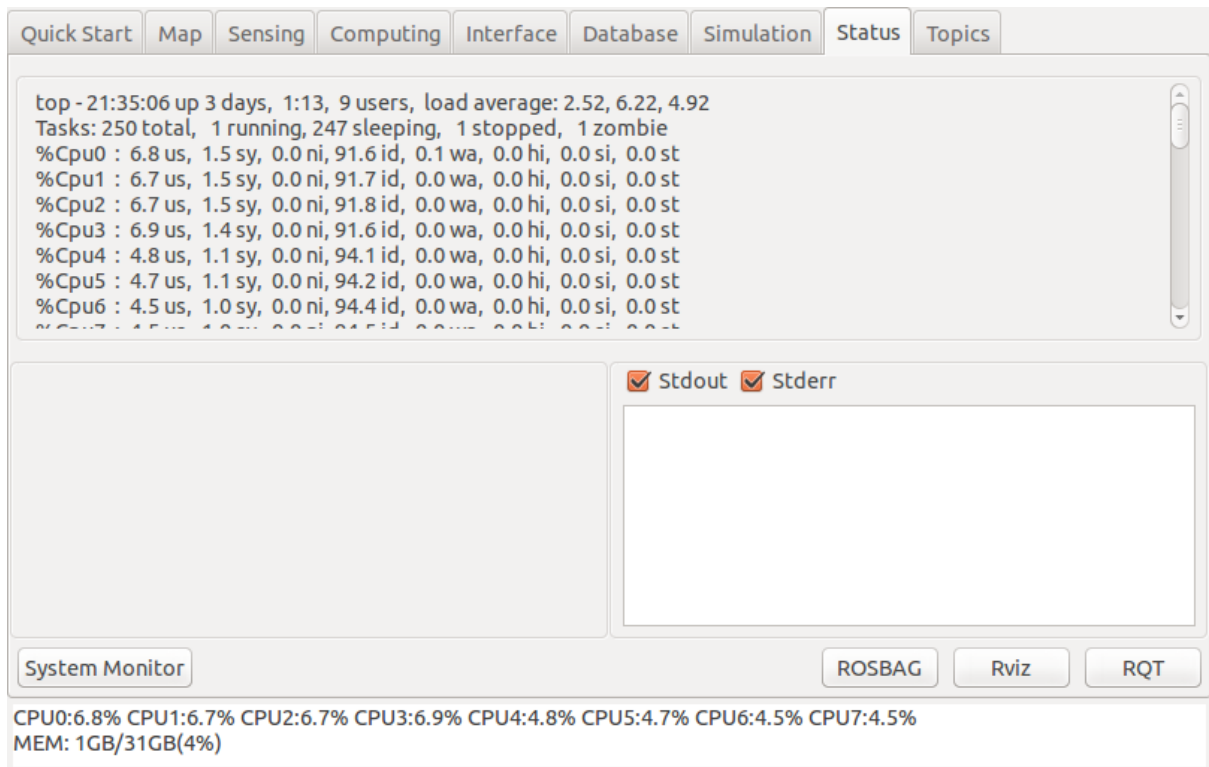 Quick Start Map Sensing Computing Interface Database Simulation Status Topics
top - 21:35:06 up 3 days, 1:13, 9 users, load average: 2.52, 6.22, 4.92
Tasks: 250 total, 1 running, 247 sleeping, 1 stopped, 1 zombie
%Cpu0 : 6.8 us, 1.5 sy, 0.0 ni, 91.6 id, 0.1 wa, 0.0 hi, 0.0 si, 0.0 st
%Cpu1 : 6.7 us, 1.5 sy, 0.0 ni, 91.7 id, 0.0 wa, 0.0 hi, 0.0 si, 0.0 st
%Cpu2 : 6.7 us, 1.5 sy, 0.0 ni, 91.8 id, 0.0 wa, 0.0 hi, 0.0 si, 0.0 st
%Cpu3 : 6.9 us, 1.4 sy, 0.0 ni, 91.6 id, 0.0 wa, 0.0 hi, 0.0 si, 0.0 st
%Cpu4 : 4.8 us, 1.1 sy, 0.0 ni, 94.1 id, 0.0 wa, 0.0 hi, 0.0 si, 0.0 st
%Cpu5 : 4.7 us, 1.1 sy, 0.0 ni, 94.2 id, 0.0 wa, 0.0 hi, 0.0 si, 0.0 st
%Cpu6 : 4.5 us, 1.0 sy, 0.0 ni, 94.4 id, 0.0 wa, 0.0 hi, 0.0 si, 0.0 st
Stdout Stderr
System Monitor ROSBAG Rviz RQT
CPU0:6.8% CPU1:6.7% CPU2:6.7% CPU3:6.9% CPU4:4.8% CPU5:4.7% CPU6:4.5% CPU7:4.5%
MEM: 1GB/31GB(4%)